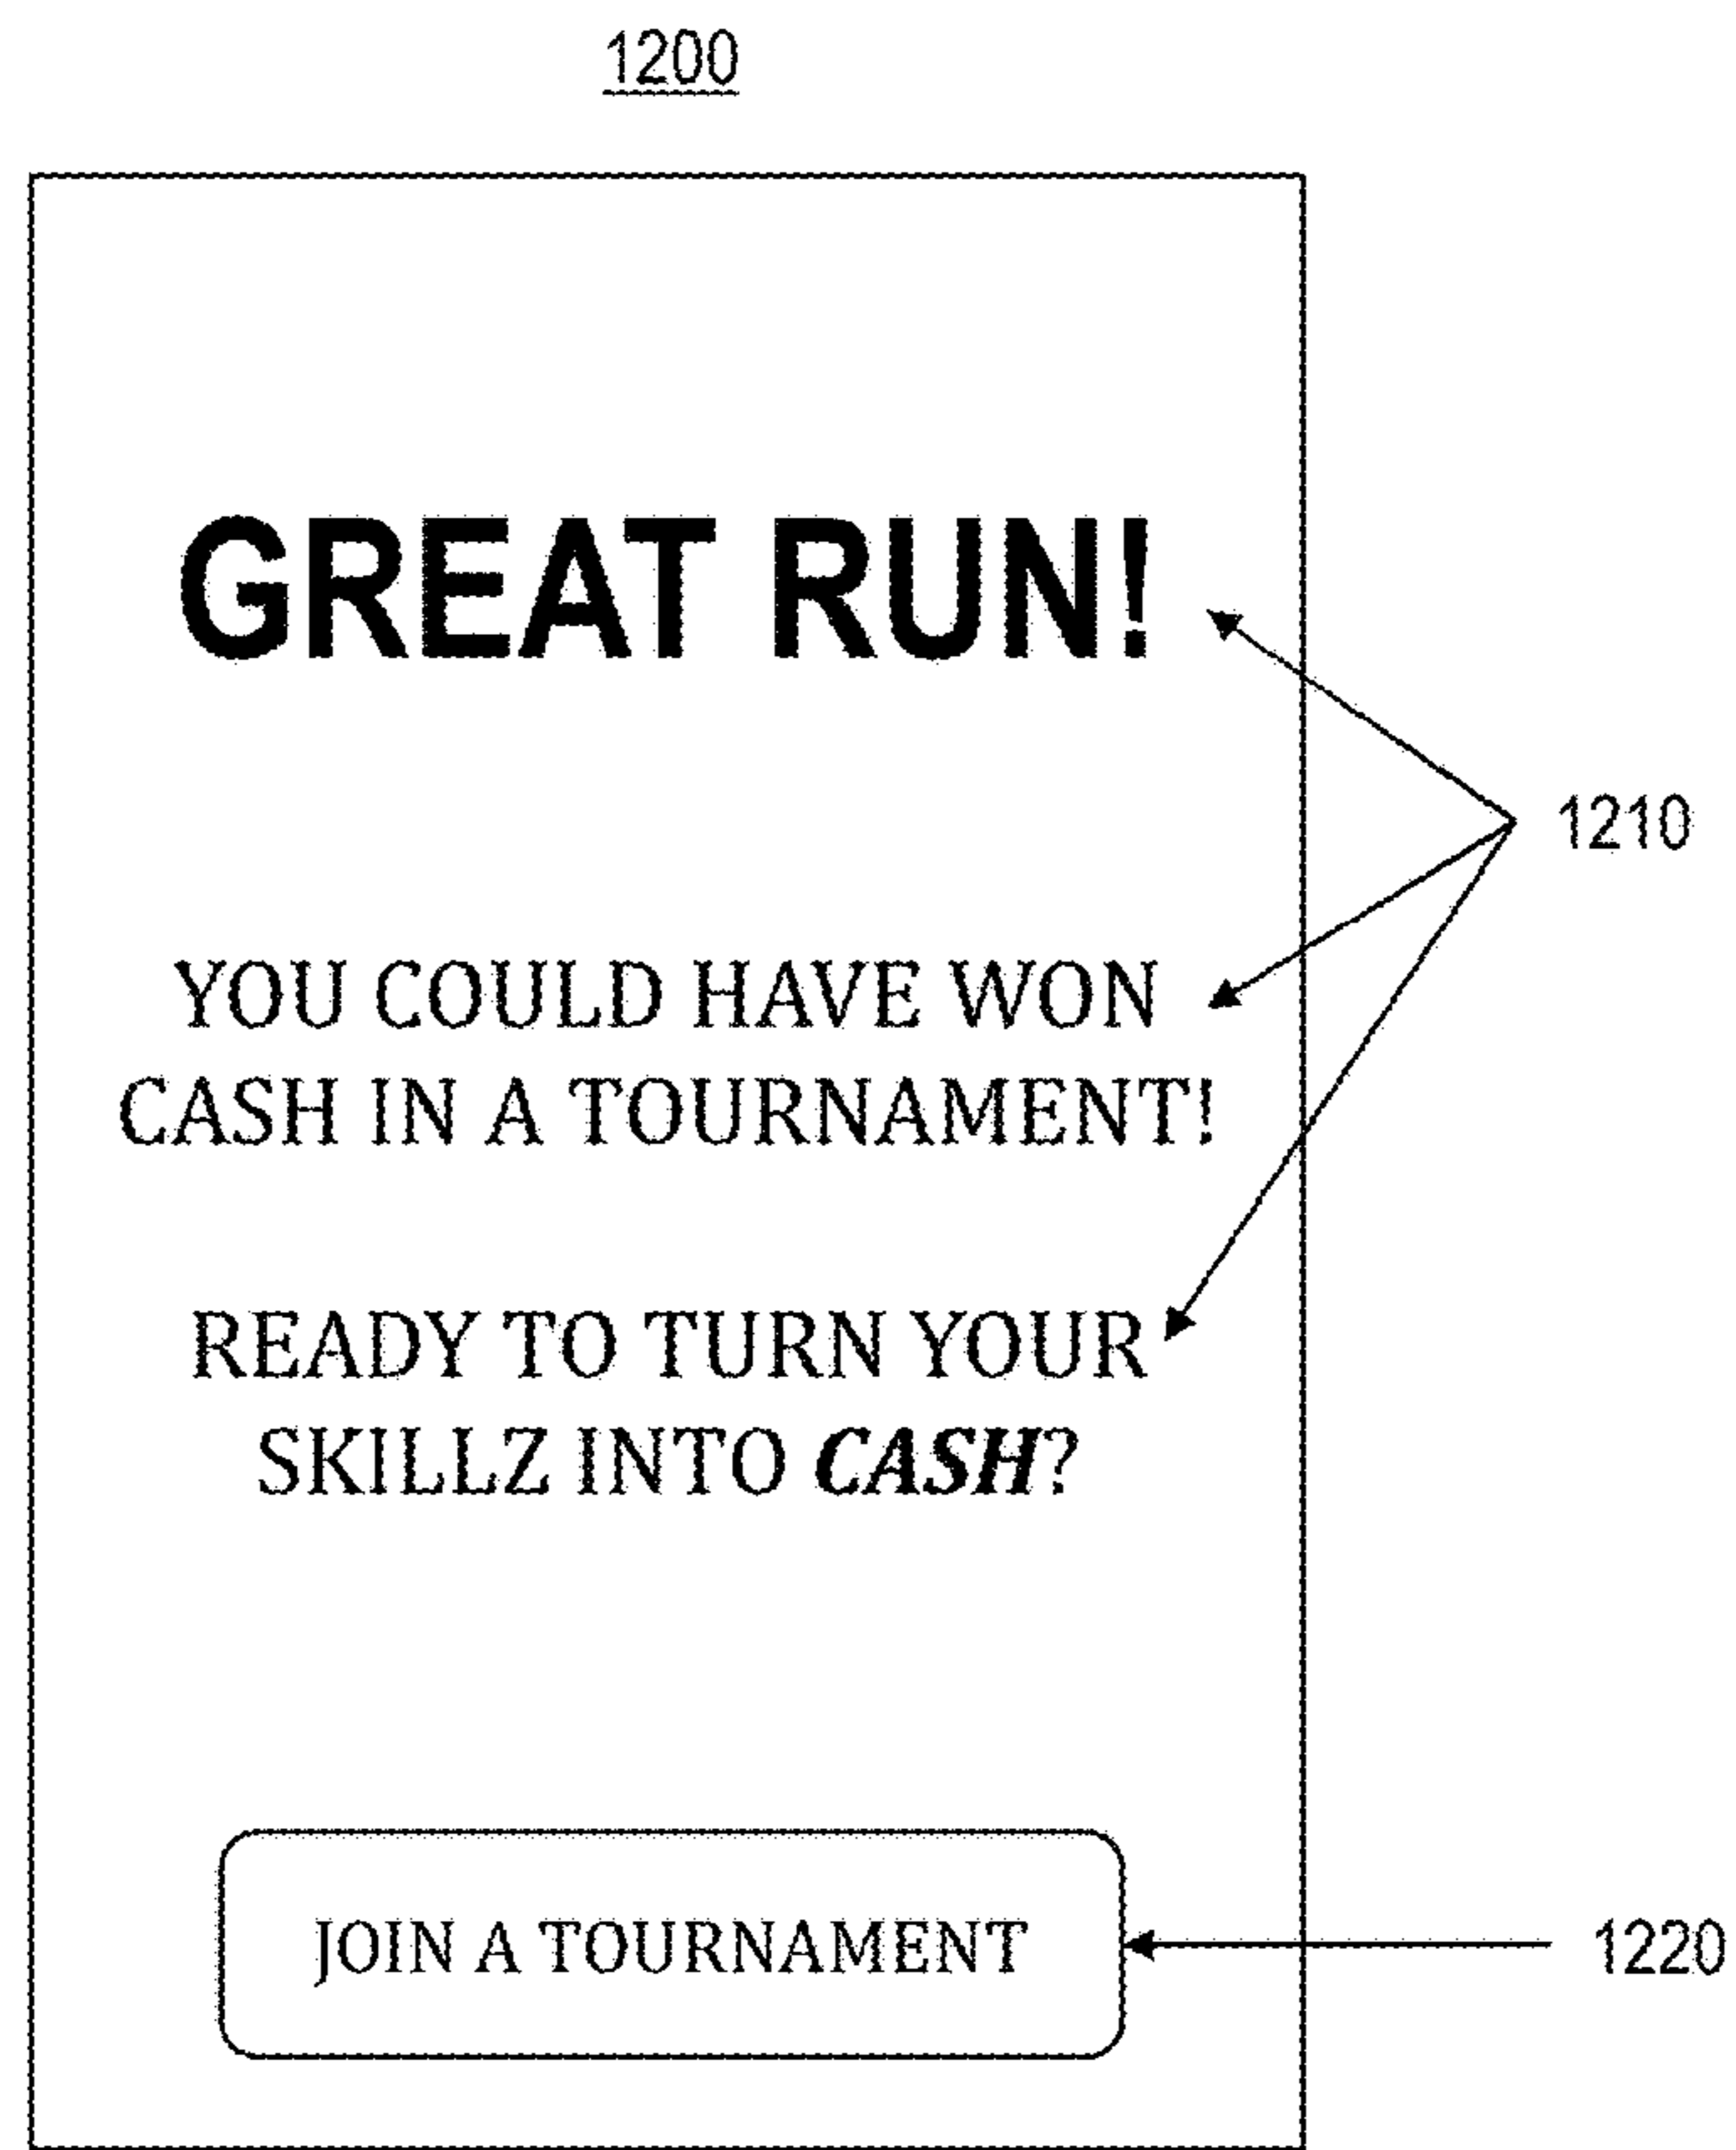 1200
GREAT RUN!
1210
YOU COULD HAVE WON
CASH IN A TOURNAMENT!
READY TO TURN YOUR
SKILLZ INTO CASH?
JOIN A TOURNAMENT
1220